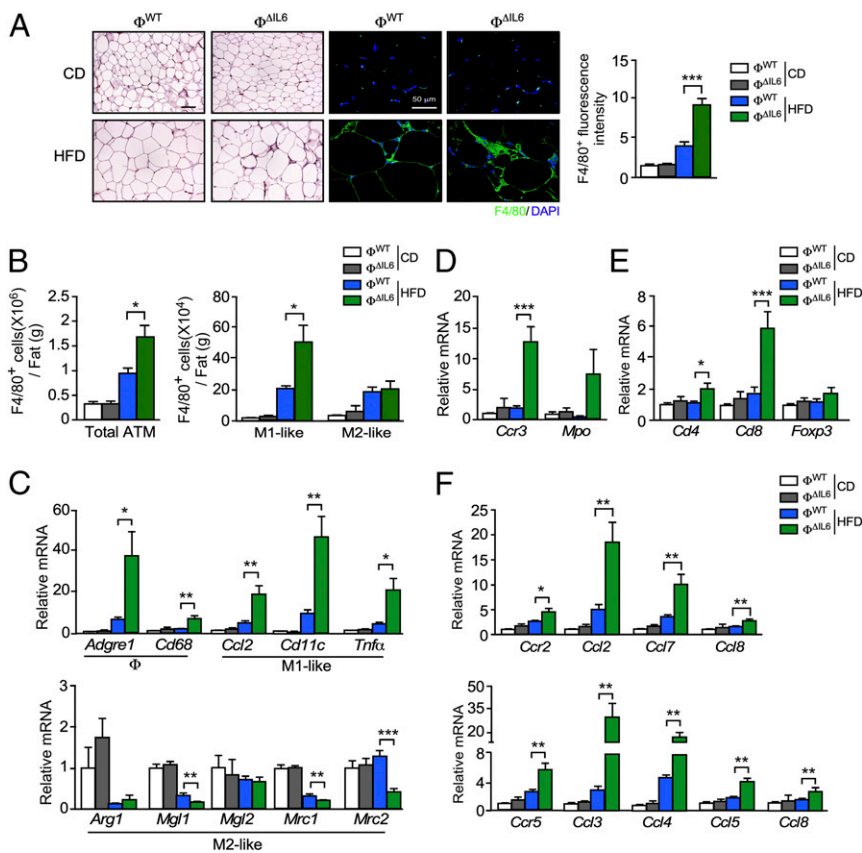 A
Φ^WT Φ^ΔIL6 Φ^WT Φ^ΔIL6
CD
HFD
50 μm
F4/80/DAPI
F4/80⁺ fluorescence
intensity
15
10
5
0
***
Φ^WT
Φ^ΔIL6
CD
Φ^WT
Φ^ΔIL6
HFD
B
F4/80⁺ cells(X10⁶)
/ Fat (g)
2.5
2
1.5
1
0.5
0
*
Total ATM
F4/80⁺ cells(X10⁴)
/ Fat (g)
80
60
40
20
0
*
M1-like M2-like
Φ^WT
Φ^ΔIL6
CD
Φ^WT
Φ^ΔIL6
HFD
D
Relative mRNA
20
15
10
5
0
***
Ccr3 Mpo
E
Φ^WT
Φ^ΔIL6
CD
Φ^WT
Φ^ΔIL6
HFD
Relative mRNA
8
6
4
2
0
* ***
Cd4 Cd8 Foxp3
C
Relative mRNA
60
40
20
0
* ** ** ** *
Adgre1 Cd68 Ccl2 Cd11c Tnfα
Φ M1-like
Relative mRNA
3
2
1
0
** ** ***
Arg1 Mgl1 Mgl2 Mrc1 Mrc2
M2-like
F
Φ^WT
Φ^ΔIL6
CD
Φ^WT
Φ^ΔIL6
HFD
Relative mRNA
25
20
15
10
5
0
* ** ** **
Ccr2 Ccl2 Ccl7 Ccl8
Relative mRNA
50
35
20
8
4
0
** ** ** ** **
Ccr5 Ccl3 Ccl4 Ccl5 Ccl8